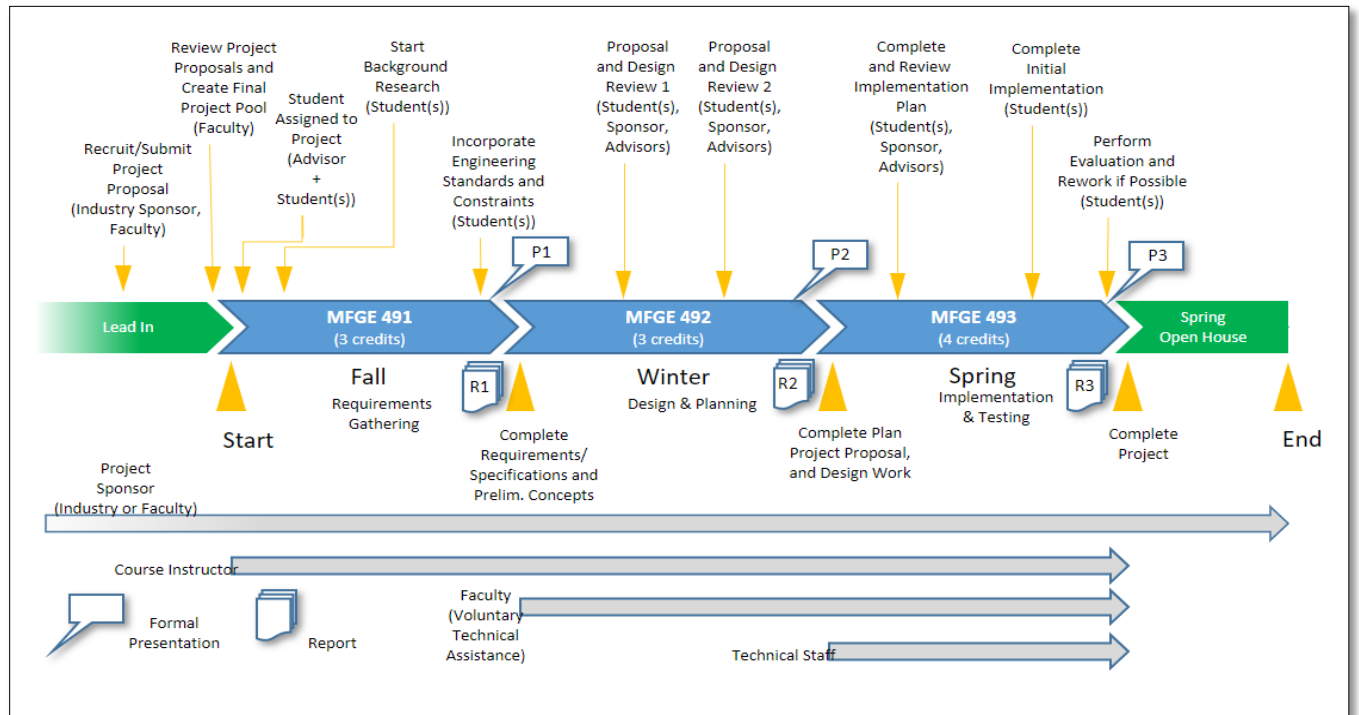 Review Project
Proposals and
Create Final
Project Pool
(Faculty)
Start
Background
Research
(Student(s))
Proposal
and Design
Review 1
(Student(s),
Sponsor,
Advisors)
Proposal
and Design
Review 2
(Student(s),
Sponsor,
Advisors)
Complete
and Review
Implementation
Plan
(Student(s),
Sponsor,
Advisors)
Complete
Initial
Implementation
(Student(s))
Student
Assigned to
Project
(Advisor
+
Student(s))
Recruit/Submit
Project
Proposal
(Industry Sponsor,
Faculty)
Incorporate
Engineering
Standards and
Constraints
(Student(s))
Perform
Evaluation and
Rework if Possible
(Student(s))
P1
P2
P3
Lead In
MFGE 491
(3 credits)
MFGE 492
(3 credits)
MFGE 493
(4 credits)
Spring
Open House
Fall
Requirements
Gathering
R1
Winter
Design & Planning
R2
Spring
Implementation
& Testing
R3
Start
Complete
Requirements/
Specifications and
Prelim. Concepts
Complete Plan
Project Proposal,
and Design Work
Complete
Project
End
Project
Sponsor
(Industry or Faculty)
Course Instructor
Faculty
(Voluntary
Technical
Assistance)
Technical Staff
Formal
Presentation
Report